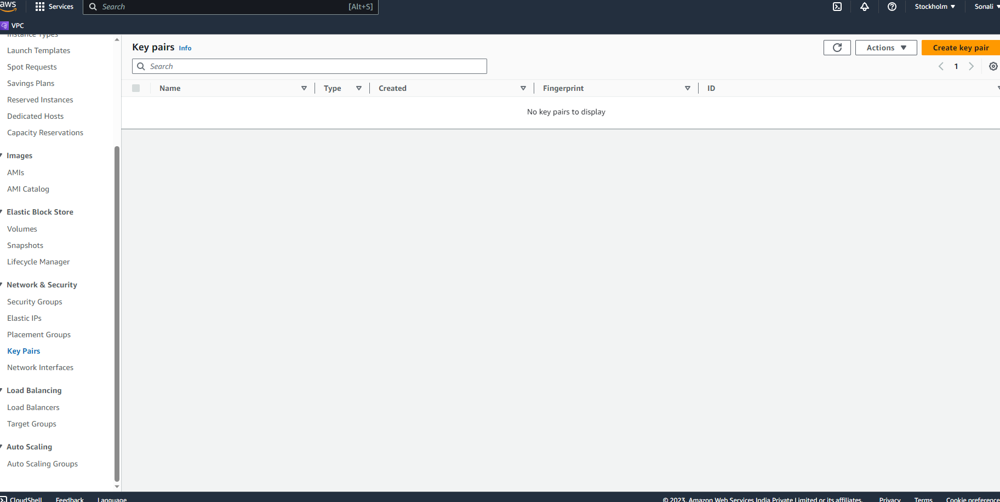 aws
Services
Search
[Alt+S]
Stockholm
Sonali
VPC
Instance Types
Launch Templates
Spot Requests
Savings Plans
Reserved Instances
Dedicated Hosts
Capacity Reservations
Images
AMIs
AMI Catalog
Elastic Block Store
Volumes
Snapshots
Lifecycle Manager
Network & Security
Security Groups
Elastic IPs
Placement Groups
Key Pairs
Network Interfaces
Load Balancing
Load Balancers
Target Groups
Auto Scaling
Auto Scaling Groups
Key pairs Info
Actions
Create key pair
Search
1
Name Type Created Fingerprint ID
No key pairs to display
CloudShell Feedback Language
© 2023, Amazon Web Services India Private Limited or its affiliates. Privacy Terms Cookie preference